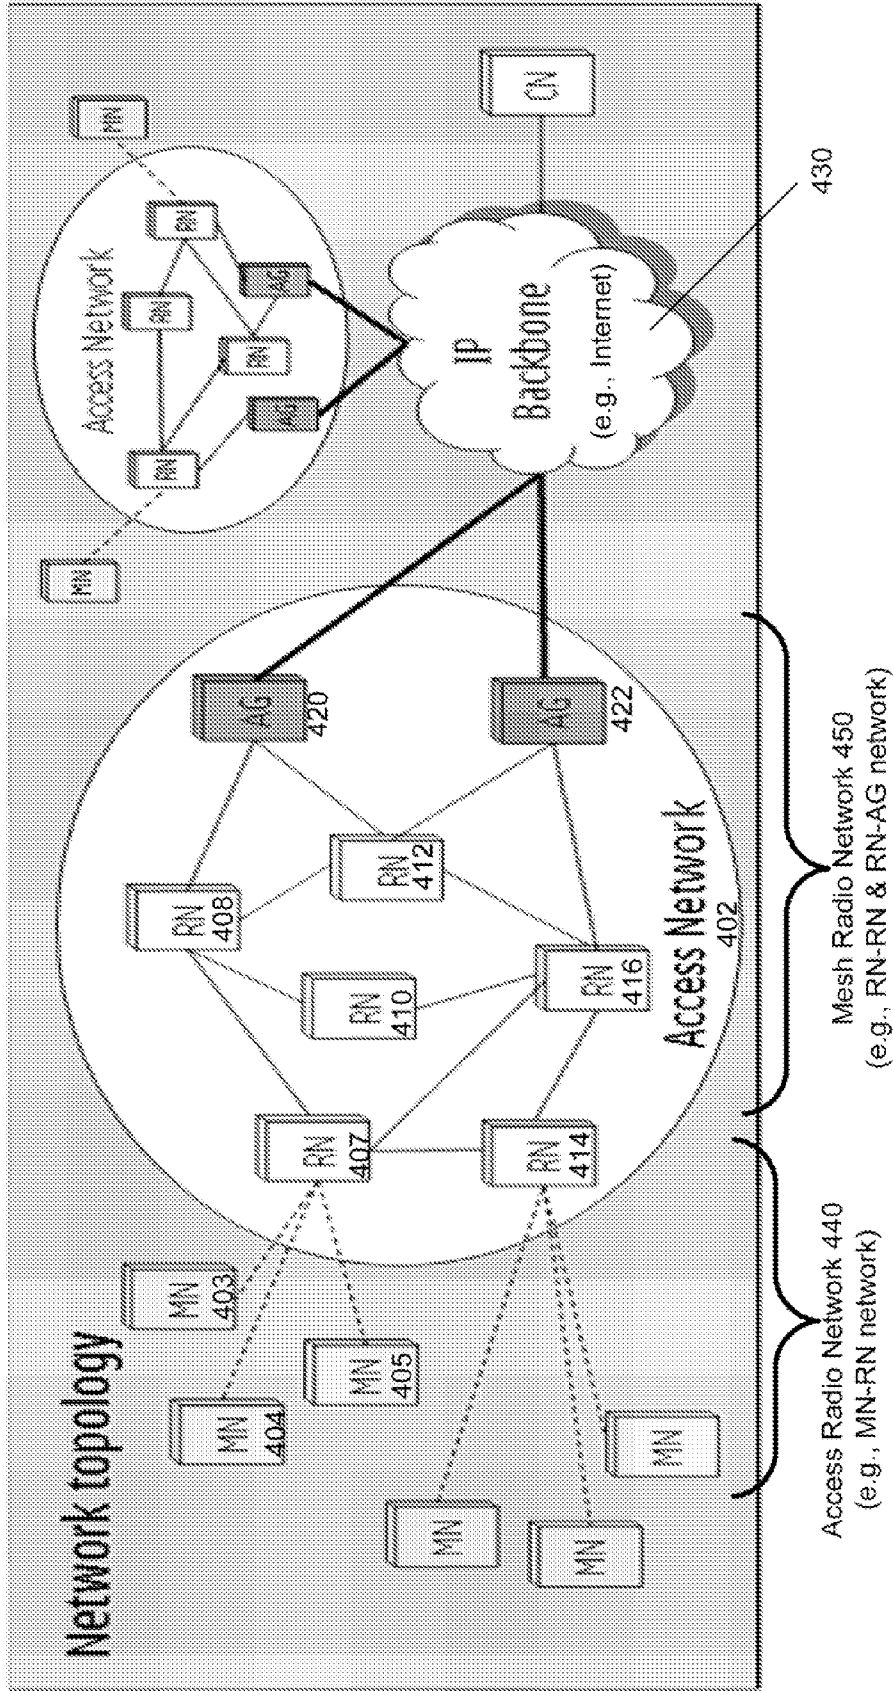 Network topology
MN
403
MN
404
MN
405
MN
MN
MN
RN
407
RN
414
RN
408
RN
410
RN
412
RN
416
AG
420
AG
422
Access Network
402
MN
MN
Access Network
RN
RN
RN
RN
AG
AG
IP
Backbone
(e.g., Internet)
CN
430
Access Radio Network 440
(e.g., MN-RN network)
Mesh Radio Network 450
(e.g., RN-RN & RN-AG network)